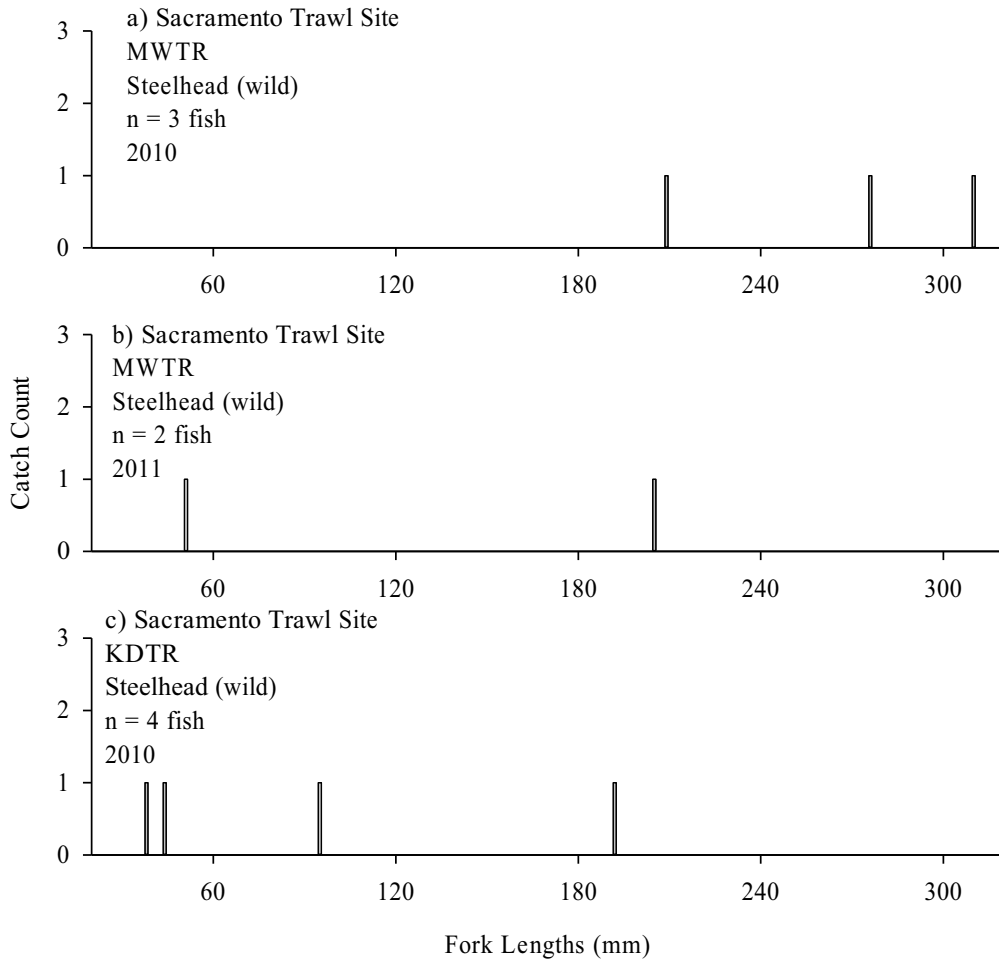 a) Sacramento Trawl Site
MWTR
Steelhead (wild)
n = 3 fish
2010
3
2
1
0
60 120 180 240 300
b) Sacramento Trawl Site
MWTR
Steelhead (wild)
n = 2 fish
2011
3
2
1
0
60 120 180 240 300
Catch Count
c) Sacramento Trawl Site
KDTR
Steelhead (wild)
n = 4 fish
2010
3
2
1
0
60 120 180 240 300
Fork Lengths (mm)